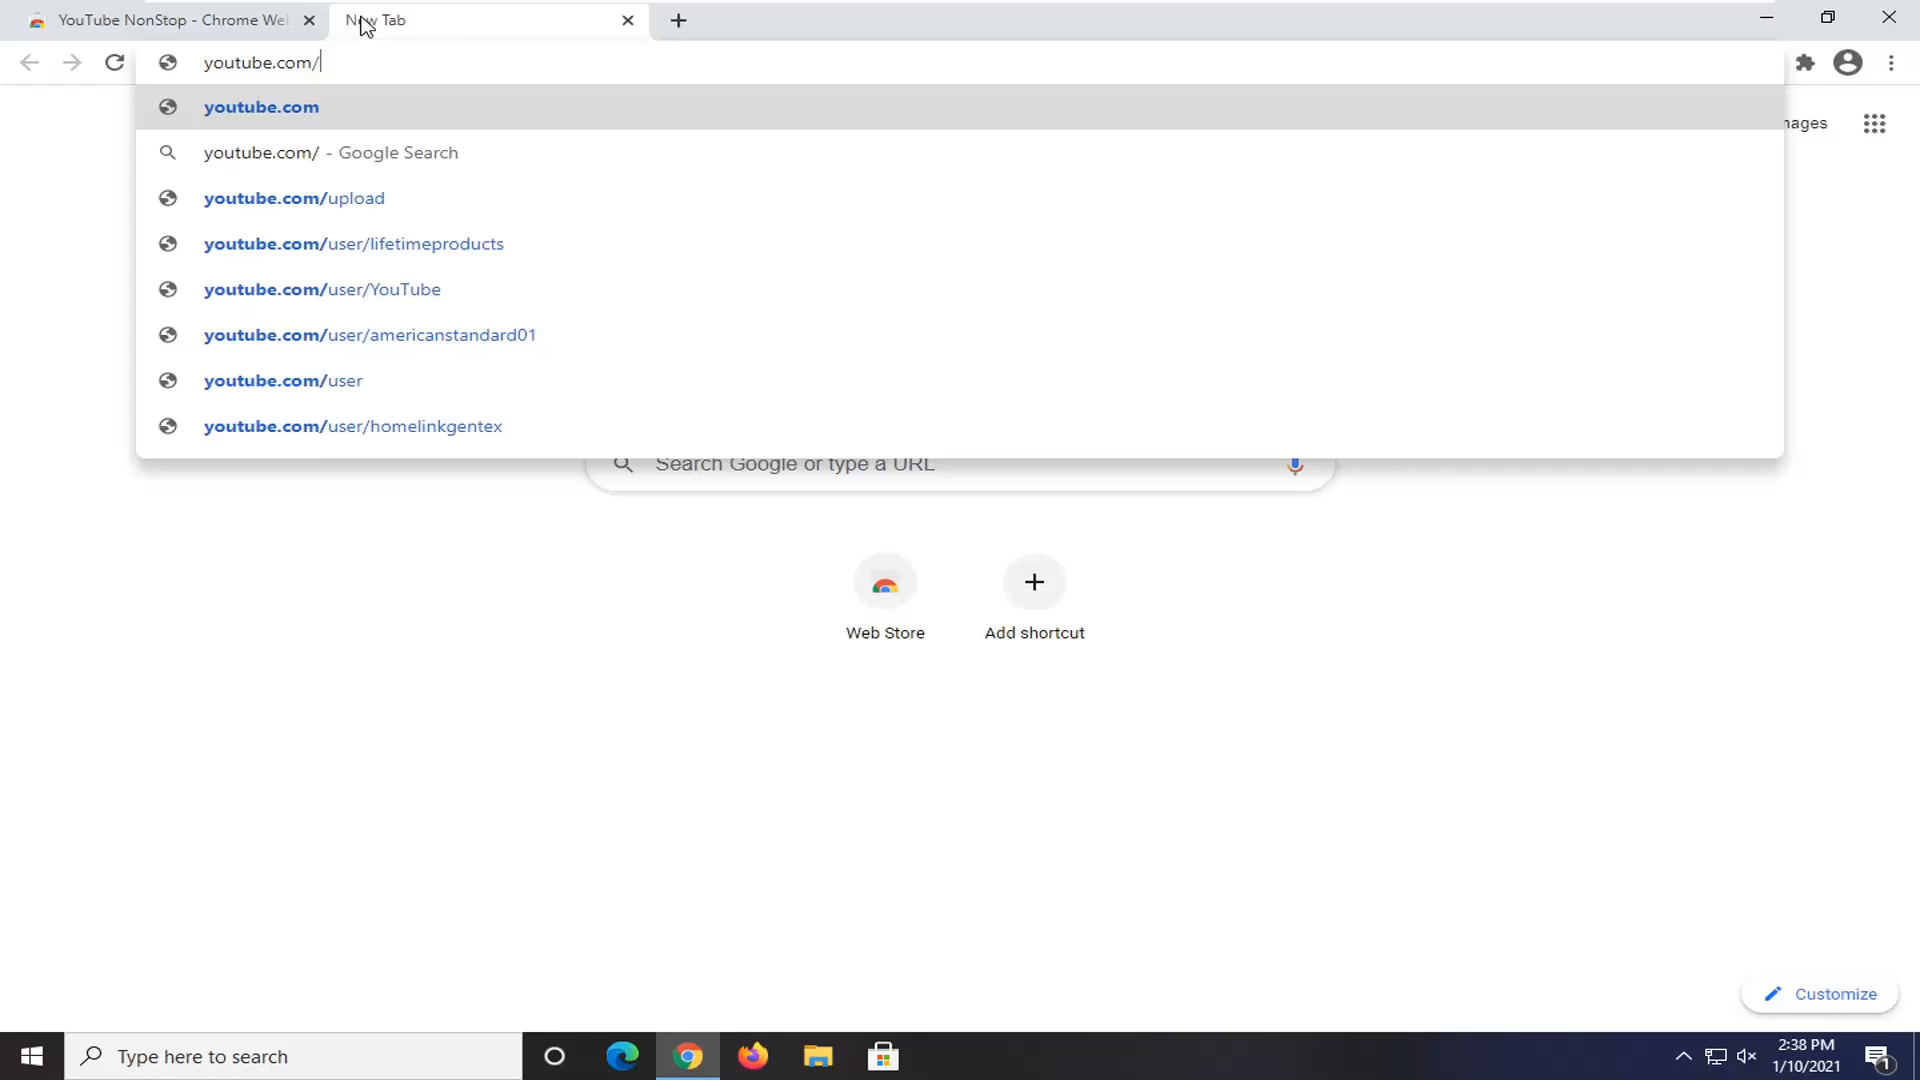 YouTube NonStop - Chrome We
New Tab
youtube.com/
youtube.com
youtube.com/ - Google Search
youtube.com/upload
youtube.com/user/lifetimeproducts
youtube.com/user/YouTube
youtube.com/user/americanstandard01
youtube.com/user
youtube.com/user/homelinkgentex
Search Google or type a URL
Web Store
Add shortcut
Customize
Type here to search
2:38 PM
1/10/2021
1